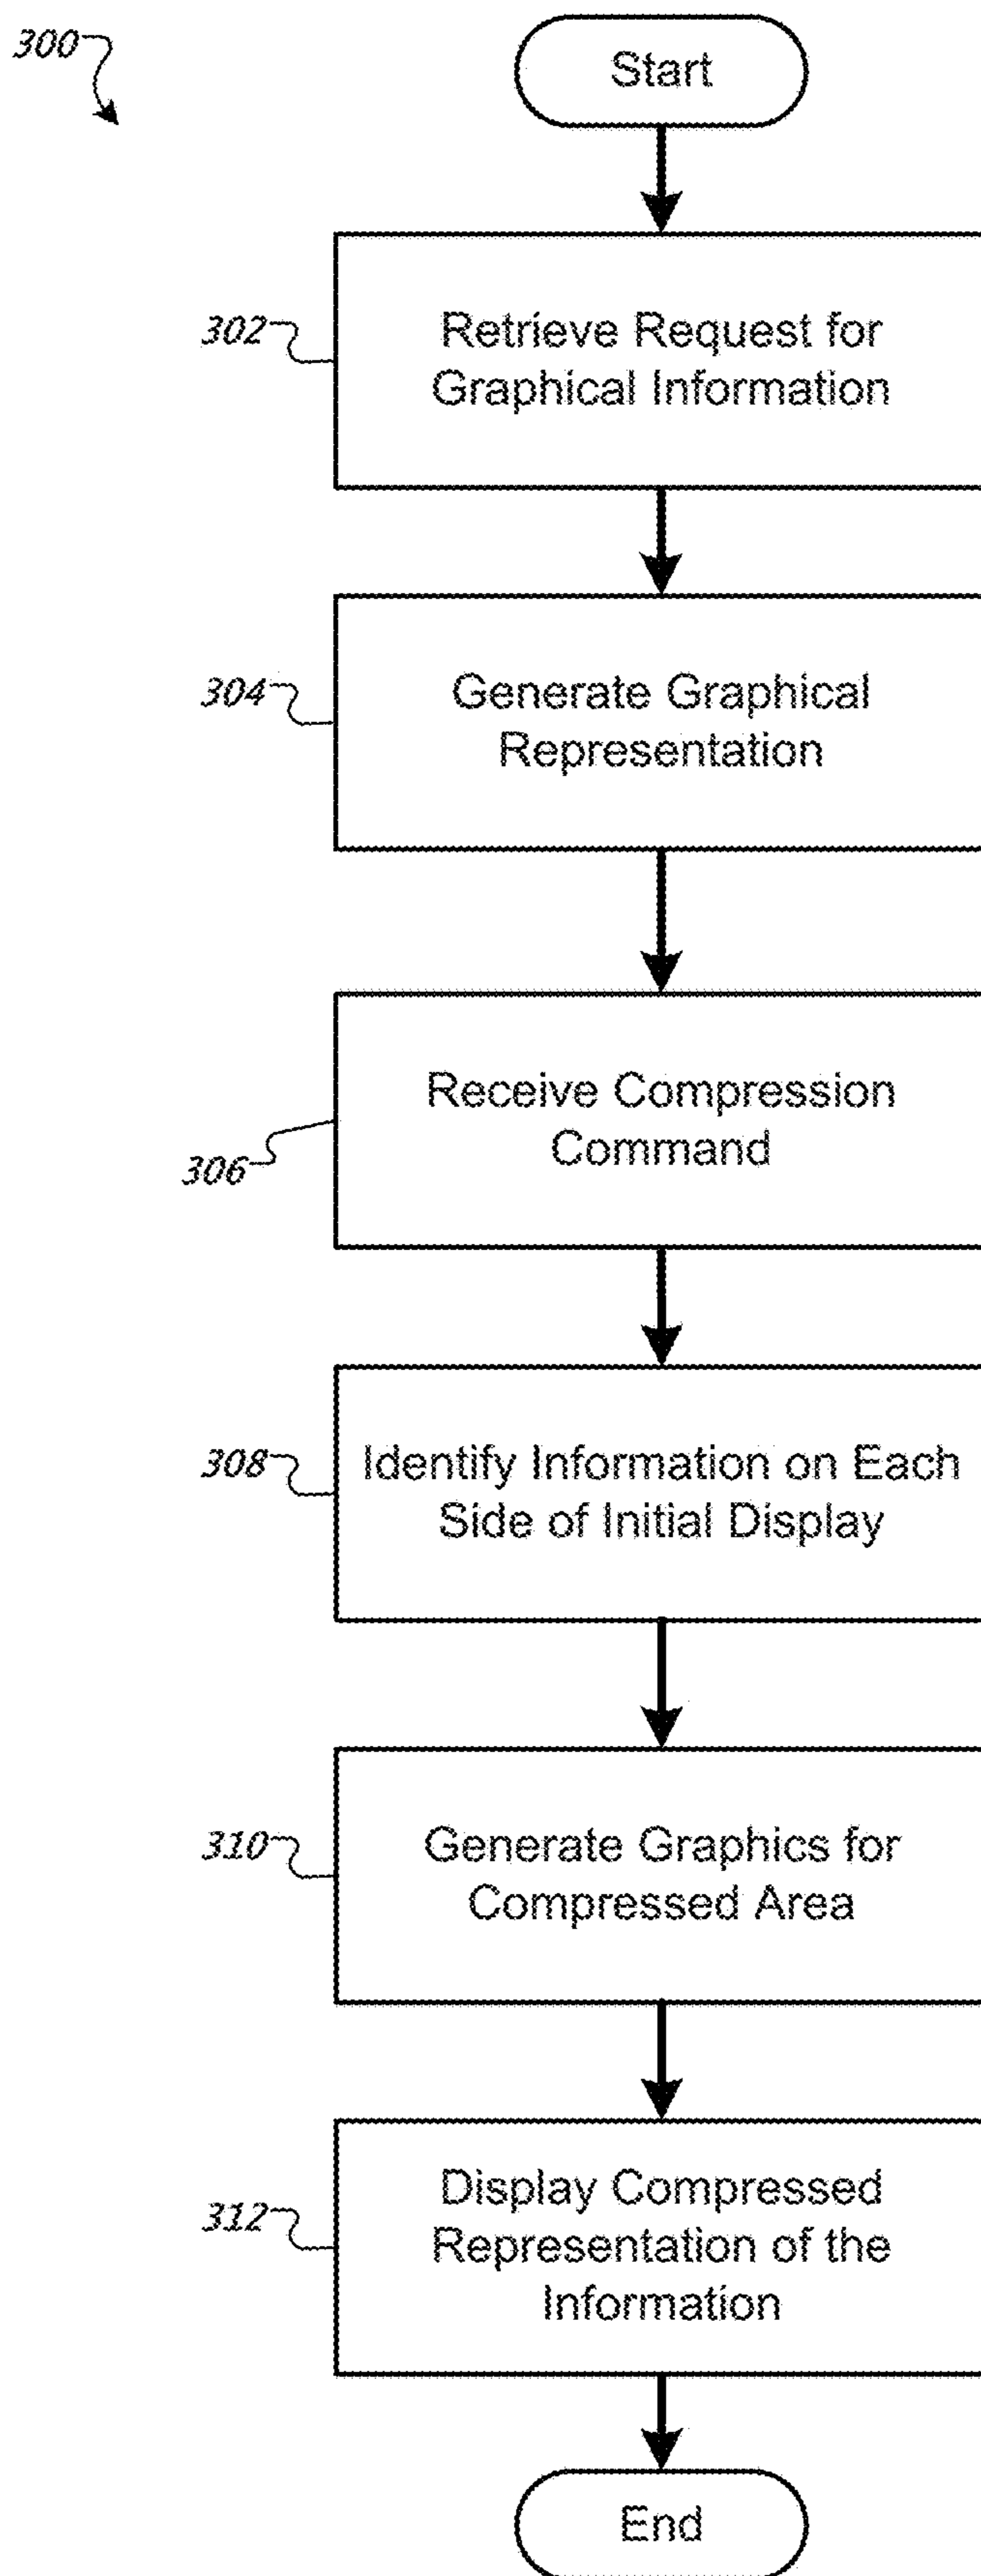 300
Start
302
Retrieve Request for
Graphical Information
304
Generate Graphical
Representation
306
Receive Compression
Command
308
Identify Information on Each
Side of Initial Display
310
Generate Graphics for
Compressed Area
312
Display Compressed
Representation of the
Information
End